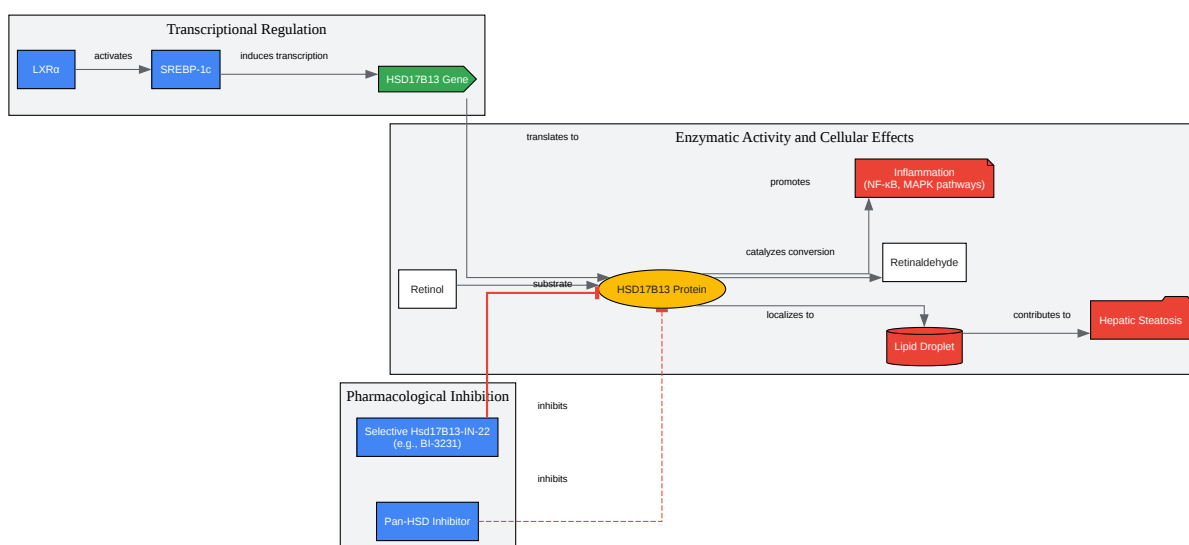 Transcriptional Regulation
LXRα
activates
SREBP-1c
induces transcription
HSD17B13 Gene
translates to
Enzymatic Activity and Cellular Effects
promotes
Inflammation
(NF-κB, MAPK pathways)
catalyzes conversion
Retinaldehyde
Retinol
substrate
HSD17B13 Protein
localizes to
Lipid Droplet
contributes to
Hepatic Steatosis
Pharmacological Inhibition
Selective Hsd17B13-IN-22
(e.g., BI-3231)
inhibits
Pan-HSD Inhibitor
inhibits